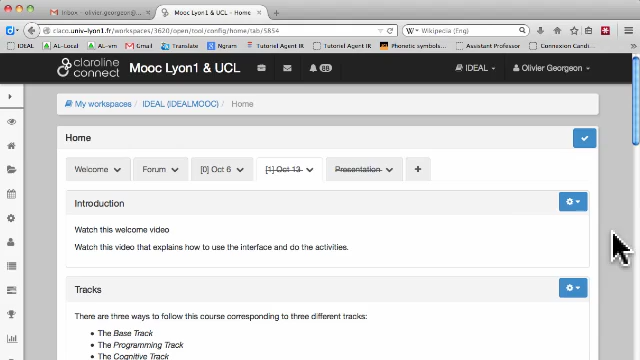 Inbox - olivier.georgeon@...
Mooc Lyon1 & UCL - Home
claco.univ-lyon1.fr/workspaces/3620/open/tool/config/home/tab/5854
Wikipedia (en)
IDEAL
AL-Local
AL-vm
Gmail
Translate
Ngram
Tutoriel Agent IR
Tutoriel Agent IR
Phonetic symbols...
Assistant Professor
Connection Candi...
claroline connect
Mooc Lyon1 & UCL
88
IDEAL
Olivier Georgeon
My workspaces / IDEAL (IDEALMOOC) / Home
Home
Welcome
Forum
[0] Oct 6
[1] Oct 13
Presentation
+
Introduction
Watch this welcome video
Watch this video that explains how to use the interface and do the activities.
Tracks
There are three ways to follow this course corresponding to three different tracks:
• The Base Track
• The Programming Track
• The Cognitive Track